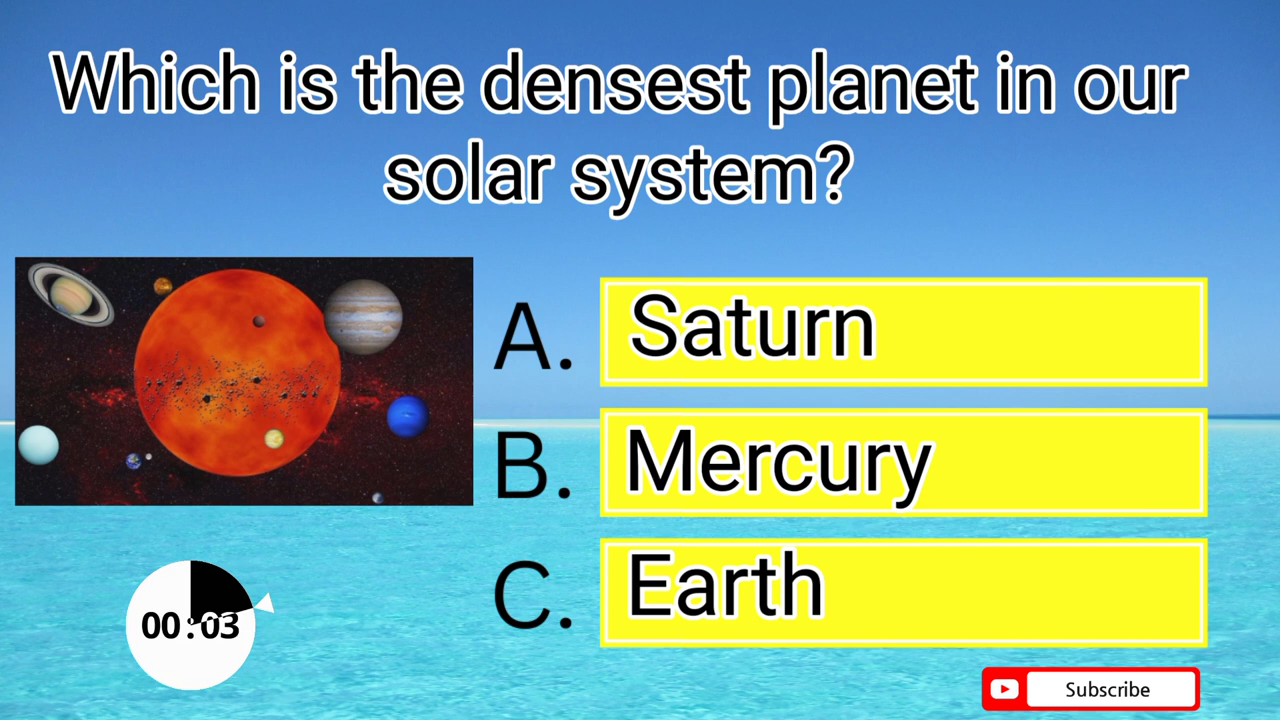 Which is the densest planet in our
solar system?
A. Saturn
B. Mercury
C. Earth
00:03
Subscribe